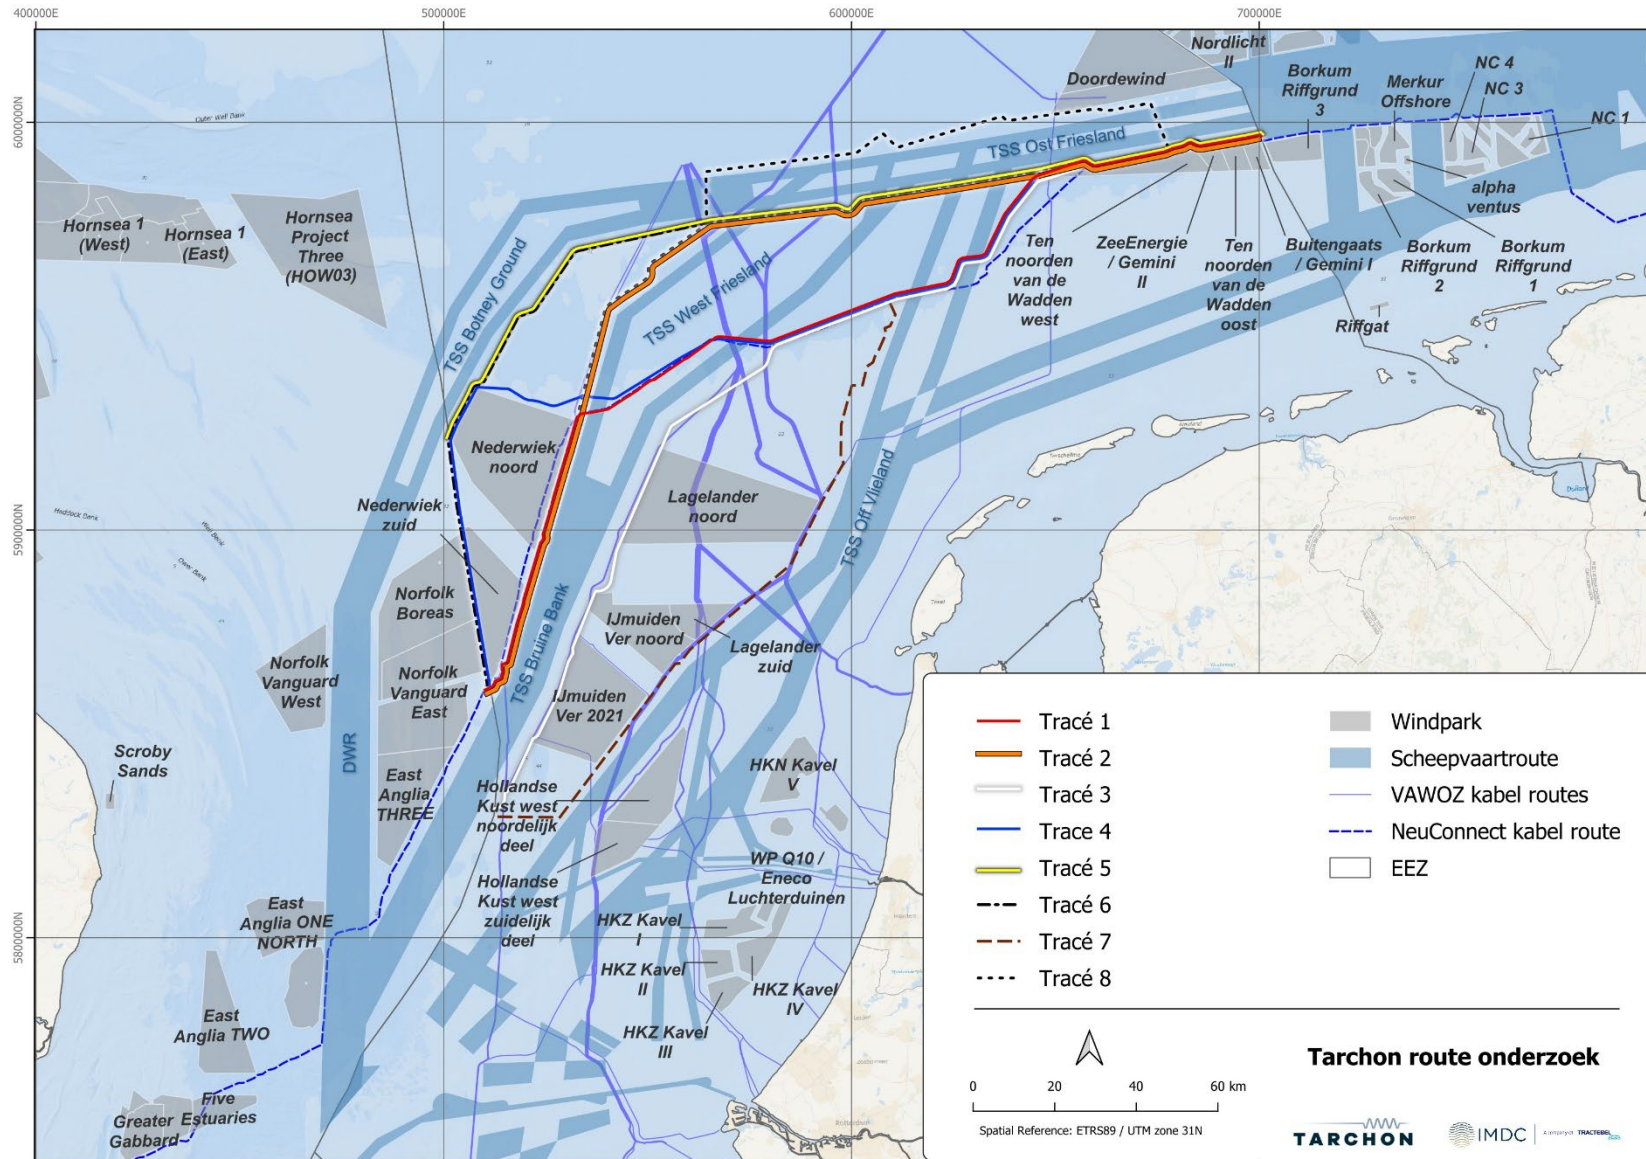 400000E
500000E
600000E
700000E
6000000N
5900000N
5800000N
Outer Well Bank
Well Bank
Haddock Bank
Nordlicht
II
Doordewind
Borkum
Riffgrund
3
Merkur
Offshore
NC 4
NC 3
NC 1
TSS Ost Friesland
alpha
ventus
Hornsea 1
(West)
Hornsea 1
(East)
Hornsea
Project
Three
(HOW03)
TSS Botney Ground
TSS West Friesland
Ten
noorden
van de
Wadden
west
ZeeEnergie
/ Gemini
II
Ten
noorden
van de
Wadden
oost
Buitengaats
/ Gemini I
Borkum
Riffgrund
2
Borkum
Riffgrund
1
Riffgat
Nederwiek
noord
Nederwiek
zuid
Lagelander
noord
TSS Off Vlieland
Norfolk
Boreas
TSS Bruine Bank
IJmuiden
Ver noord
Lagelander
zuid
Norfolk
Vanguard
West
Norfolk
Vanguard
East
IJmuiden
Ver 2021
DWR
Scroby
Sands
East
Anglia
THREE
Hollandse
Kust west
noordelijk
deel
HKN Kavel
V
Hollandse
Kust west
zuidelijk
deel
WP Q10 /
Eneco
Luchterduinen
East
Anglia ONE
NORTH
HKZ Kavel
I
HKZ Kavel
II
HKZ Kavel
IV
HKZ Kavel
III
East
Anglia TWO
Five
Estuaries
Greater
Gabbard
Tracé 1
Tracé 2
Tracé 3
Trace 4
Tracé 5
Tracé 6
Tracé 7
Tracé 8
Windpark
Scheepvaartroute
VAWOZ kabel routes
NeuConnect kabel route
EEZ
0 20 40 60 km
Spatial Reference: ETRS89 / UTM zone 31N
Tarchon route onderzoek
TARCHON
IMDC
TRACTEBEL